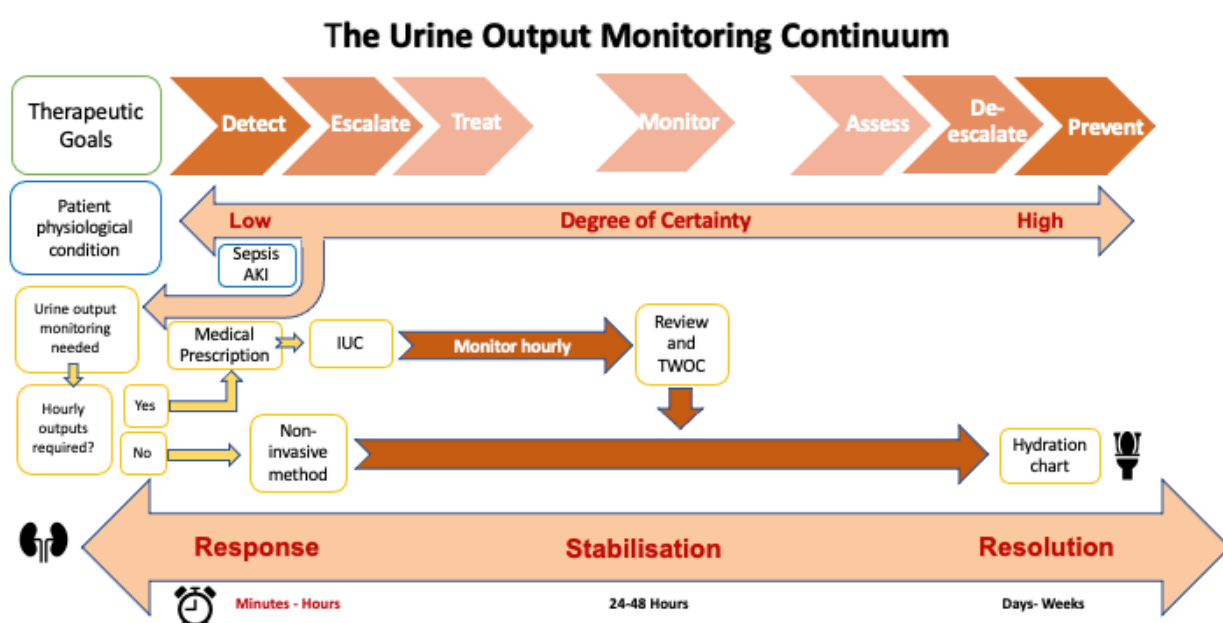 The Urine Output Monitoring Continuum
Therapeutic
Goals
Detect
Escalate
Treat
Monitor
Assess
De-
escalate
Prevent
Patient
physiological
condition
Low
Degree of Certainty
High
Sepsis
AKI
Urine output
monitoring
needed
Medical
Prescription
IUC
Monitor hourly
Review
and
TWOC
Hourly
outputs
required?
Yes
No
Non-
invasive
method
Hydration
chart
Response
Stabilisation
Resolution
Minutes - Hours
24-48 Hours
Days- Weeks